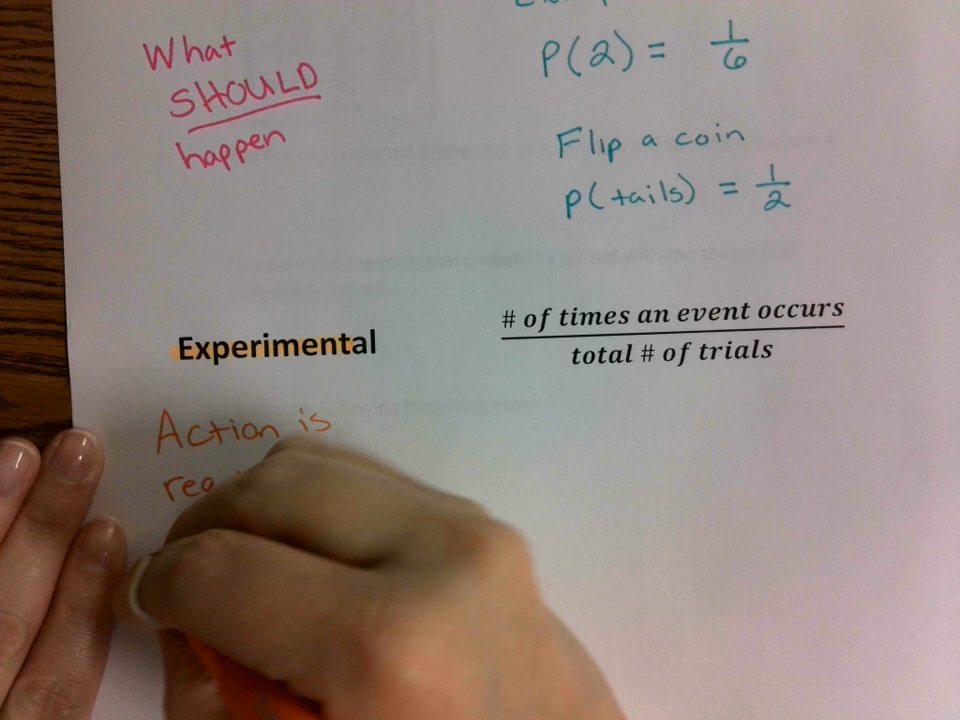 What
SHOULD
happen
P(2) = 1/6
Flip a coin
P(tails) = 1/2
Experimental
# of times an event occurs
total # of trials
Action is